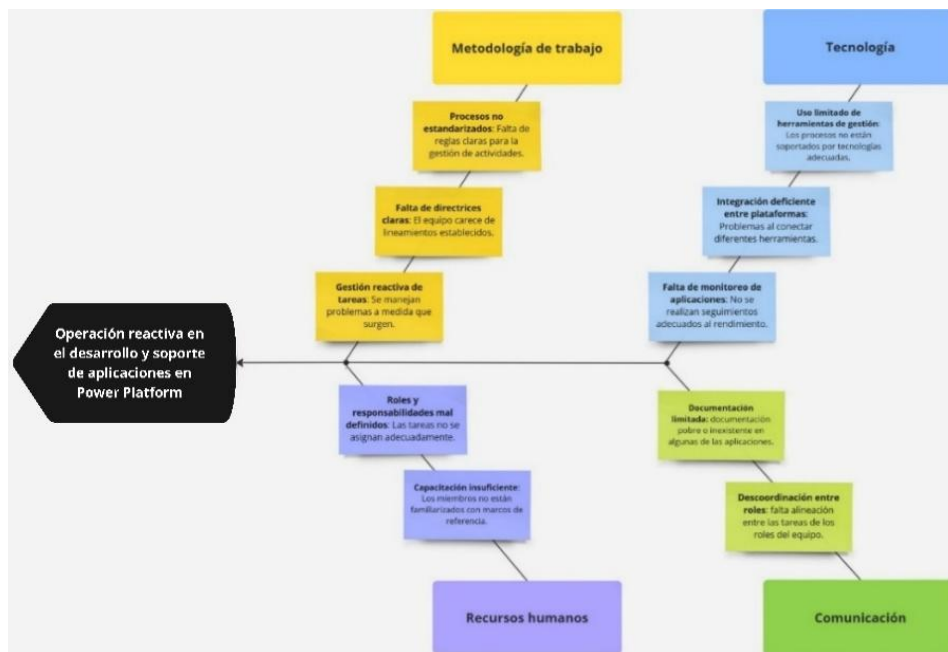 Metodología de trabajo
Tecnología
Procesos no
estandarizados: Falta de
reglas claras para la
gestión de actividades.
Uso limitado de
herramientas de gestión:
Los procesos no están
soportados por tecnologías
adecuadas.
Falta de directrices
claras: El equipo carece de
lineamientos establecidos.
Integración deficiente
entre plataformas:
Problemas al conectar
diferentes herramientas.
Gestión reactiva de
tareas: Se manejan
problemas a medida que
surgen.
Falta de monitoreo de
aplicaciones: No se
realizan seguimientos
adecuados al rendimiento.
Operación reactiva en
el desarrollo y soporte
de aplicaciones en
Power Platform
Roles y
responsabilidades mal
definidos: Las tareas no se
asignan adecuadamente.
Documentación
limitada: documentación
pobre o inexistente en
algunas de las aplicaciones.
Capacitación insuficiente:
Los miembros no están
familiarizados con marcos de
referencia.
Descoordinación entre
roles: falta alineación
entre las tareas de los
roles del equipo.
Recursos humanos
Comunicación